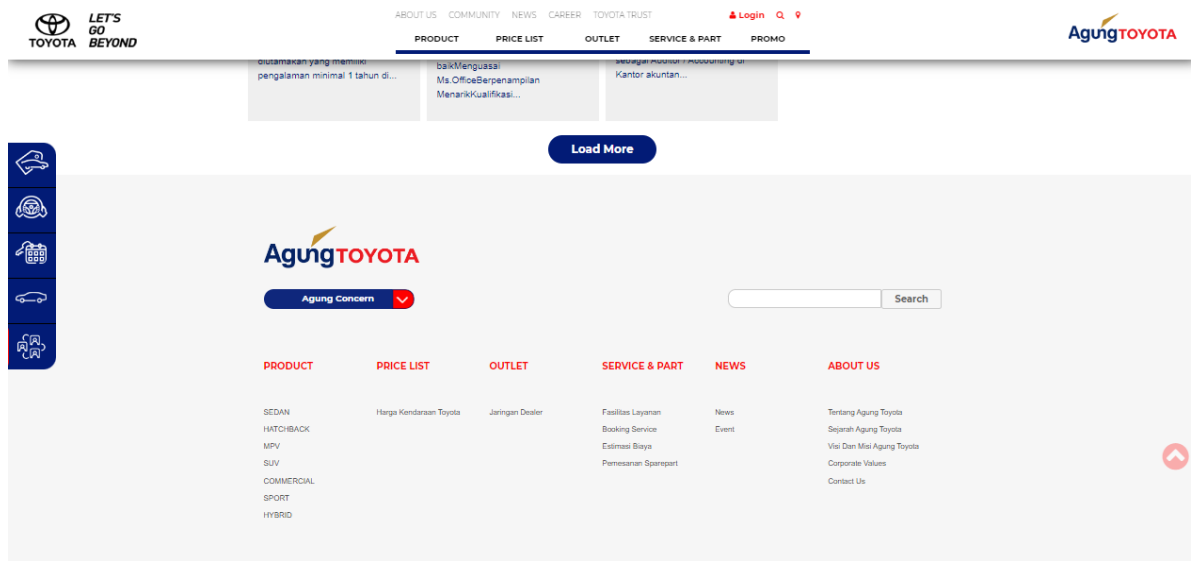 TOYOTA
LET'S
GO
BEYOND
ABOUT US COMMUNITY NEWS CAREER TOYOTA TRUST Login
PRODUCT PRICE LIST OUTLET SERVICE & PART PROMO
AgungTOYOTA
diutamakan yang memiliki
pengalaman minimal 1 tahun di...
baikMenguasai
Ms.OfficeBerpenampilan
MenarikKualifikasi...
sebagai Auditor / Accounting di
Kantor akuntan...
Load More
AgungTOYOTA
Agung Concern
Search
PRODUCT
SEDAN
HATCHBACK
MPV
SUV
COMMERCIAL
SPORT
HYBRID
PRICE LIST
Harga Kendaraan Toyota
OUTLET
Jaringan Dealer
SERVICE & PART
Fasilitas Layanan
Booking Service
Estimasi Biaya
Pemesanan Sparepart
NEWS
News
Event
ABOUT US
Tentang Agung Toyota
Sejarah Agung Toyota
Visi Dan Misi Agung Toyota
Corporate Values
Contact Us